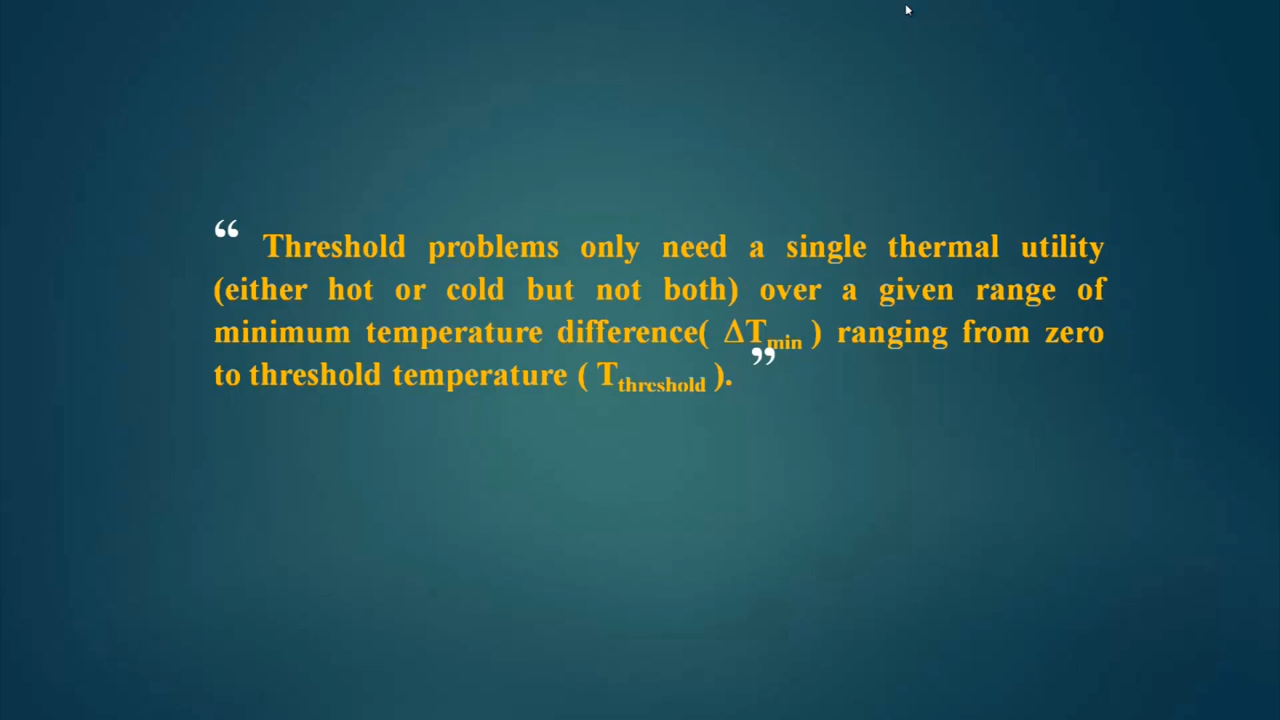 “ Threshold problems only need a single thermal utility
(either hot or cold but not both) over a given range of
minimum temperature difference( ΔTmin ) ranging from zero
to threshold temperature ( Tthreshold ). ”